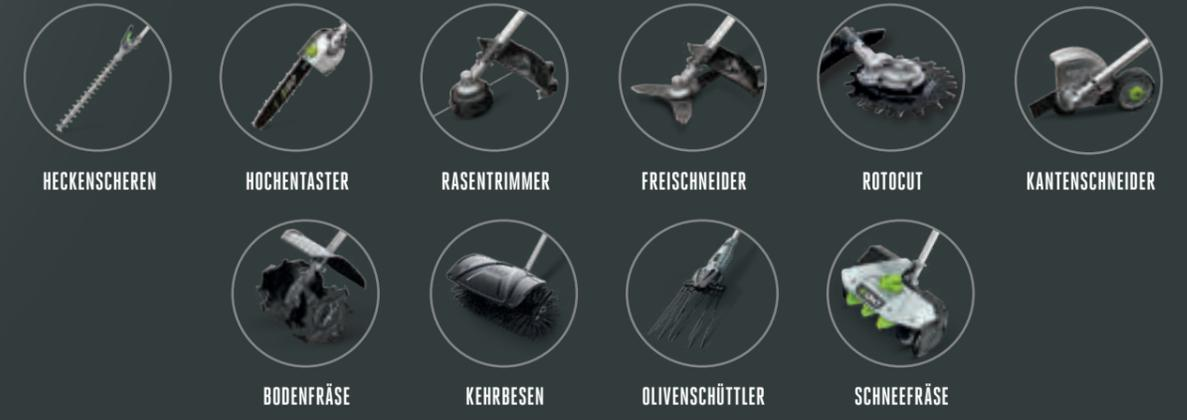 HECKENSCHEREN
HOCHENTASTER
RASENTRIMMER
FREISCHNEIDER
ROTOCUT
KANTENSCHNEIDER
BODENFRÄSE
KEHRBESEN
OLIVENSCHÜTTLER
SCHNEEFRÄSE